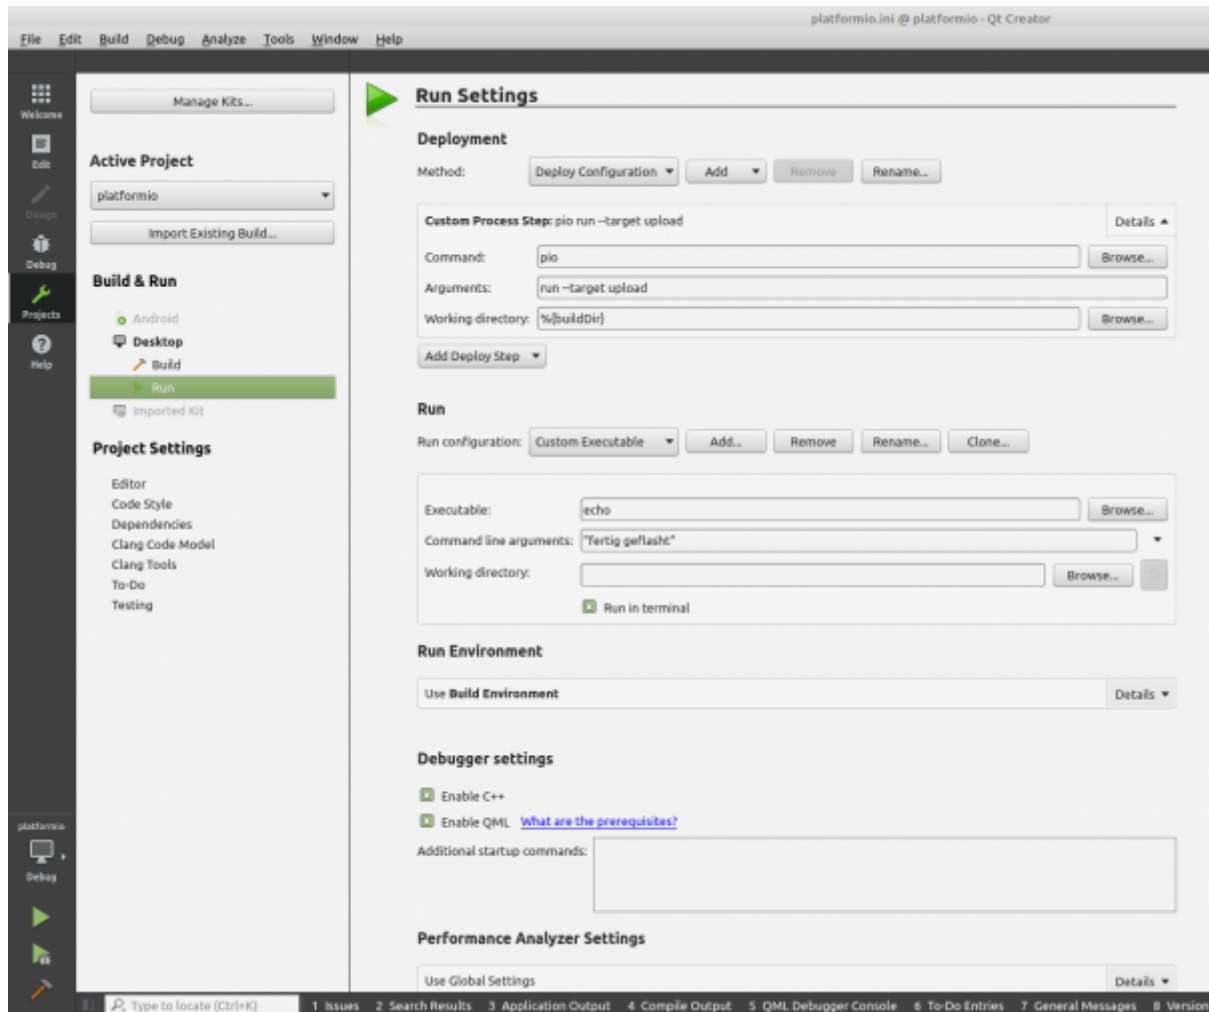 platformio.ini @ platformio - Qt Creator
File Edit Build Debug Analyze Tools Window Help
Welcome
Edit
Design
Debug
Projects
Help
Manage Kits...
Active Project
platformio
Import Existing Build...
Build & Run
Android
Desktop
Build
Run
Imported Kit
Project Settings
Editor
Code Style
Dependencies
Clang Code Model
Clang Tools
To-Do
Testing
Run Settings
Deployment
Method: Deploy Configuration Add Remove Rename...
Custom Process Step: pio run --target upload Details
Command: pio Browse...
Arguments: run --target upload
Working directory: %{buildDir} Browse...
Add Deploy Step
Run
Run configuration: Custom Executable Add... Remove Rename... Clone...
Executable: echo Browse...
Command line arguments: "fertig geflasht"
Working directory: Browse...
Run in terminal
Run Environment
Use Build Environment Details
Debugger settings
Enable C++
Enable QML What are the prerequisites?
Additional startup commands:
Performance Analyzer Settings
Use Global Settings Details
platformio
Debug
Type to locate (Ctrl+K) 1 Issues 2 Search Results 3 Application Output 4 Compile Output 5 QML Debugger Console 6 To-Do Entries 7 General Messages 8 Version